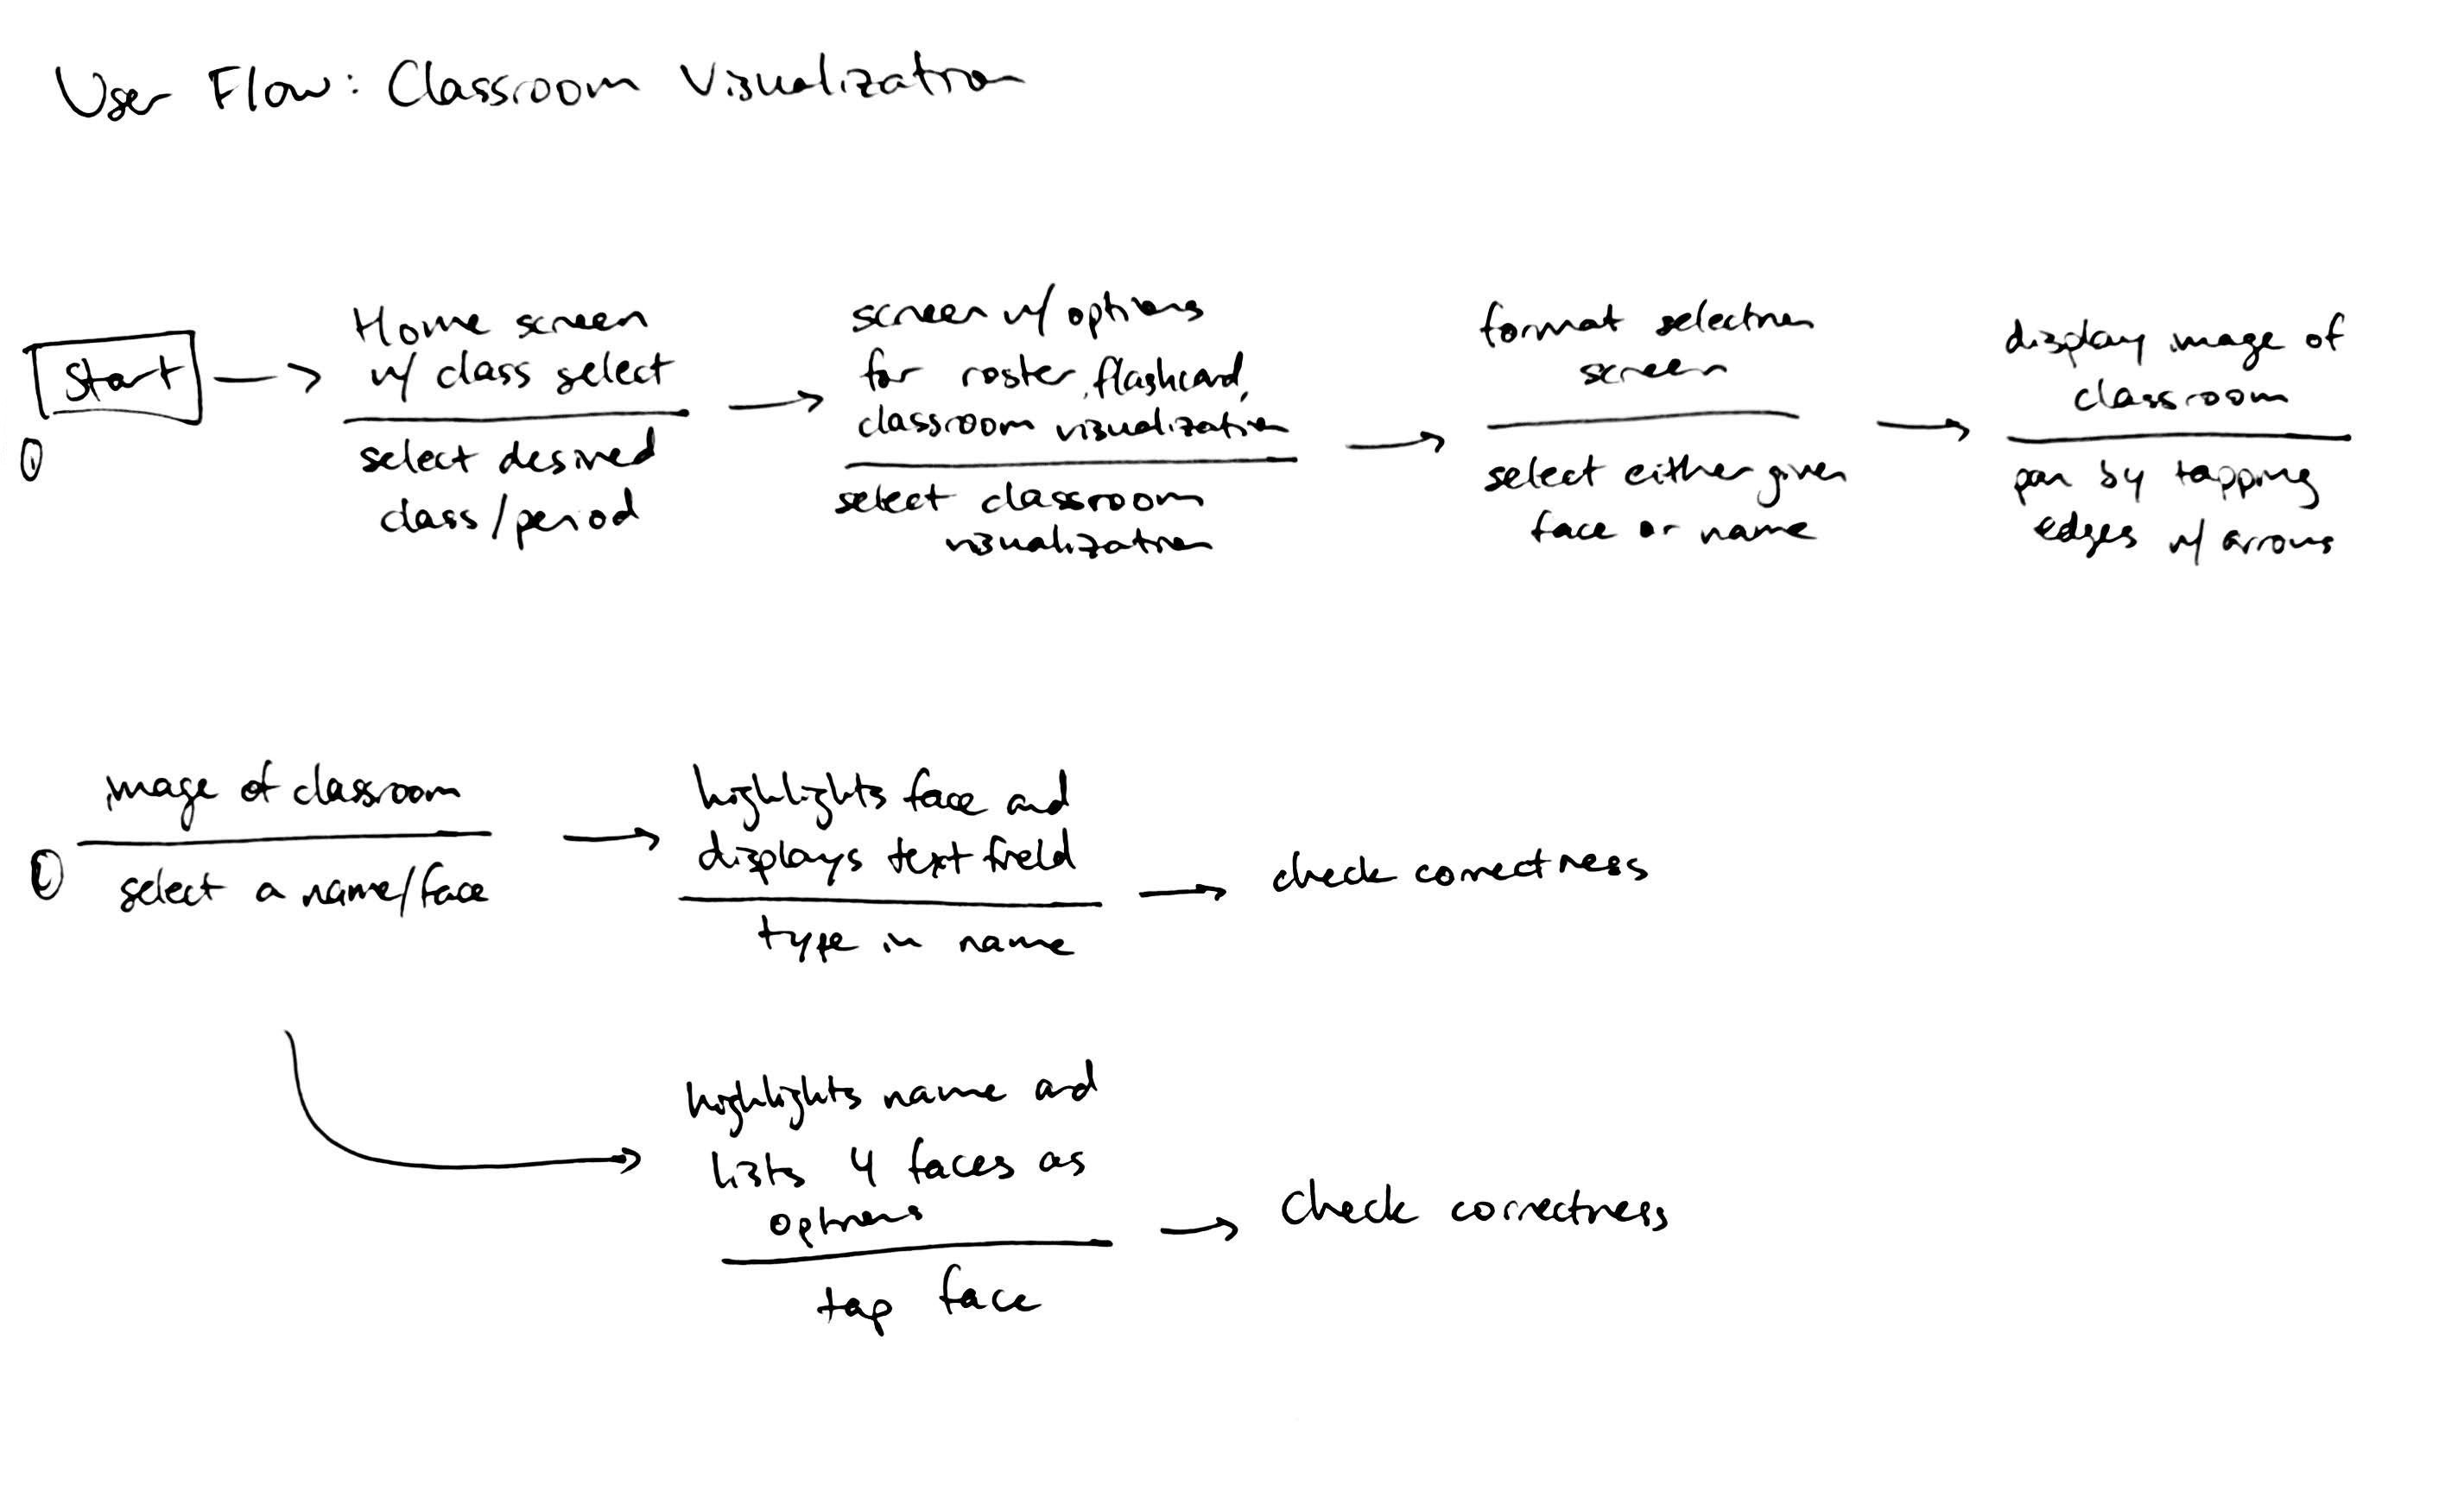 User Flow: Classroom Visualization
Start
①
Home screen
w/ class select
select desired
class/period
screen w/ options
for roster, flashcard,
classroom visualization
select classroom
visualization
format selection
screen
select either given
face or name
display image of
classroom
pan by tapping
edges w/ arrows
image of classroom
select a name/face
highlights face and
displays text field
type in name
check correctness
highlights name and
lists 4 faces as
options
tap face
Check correctness